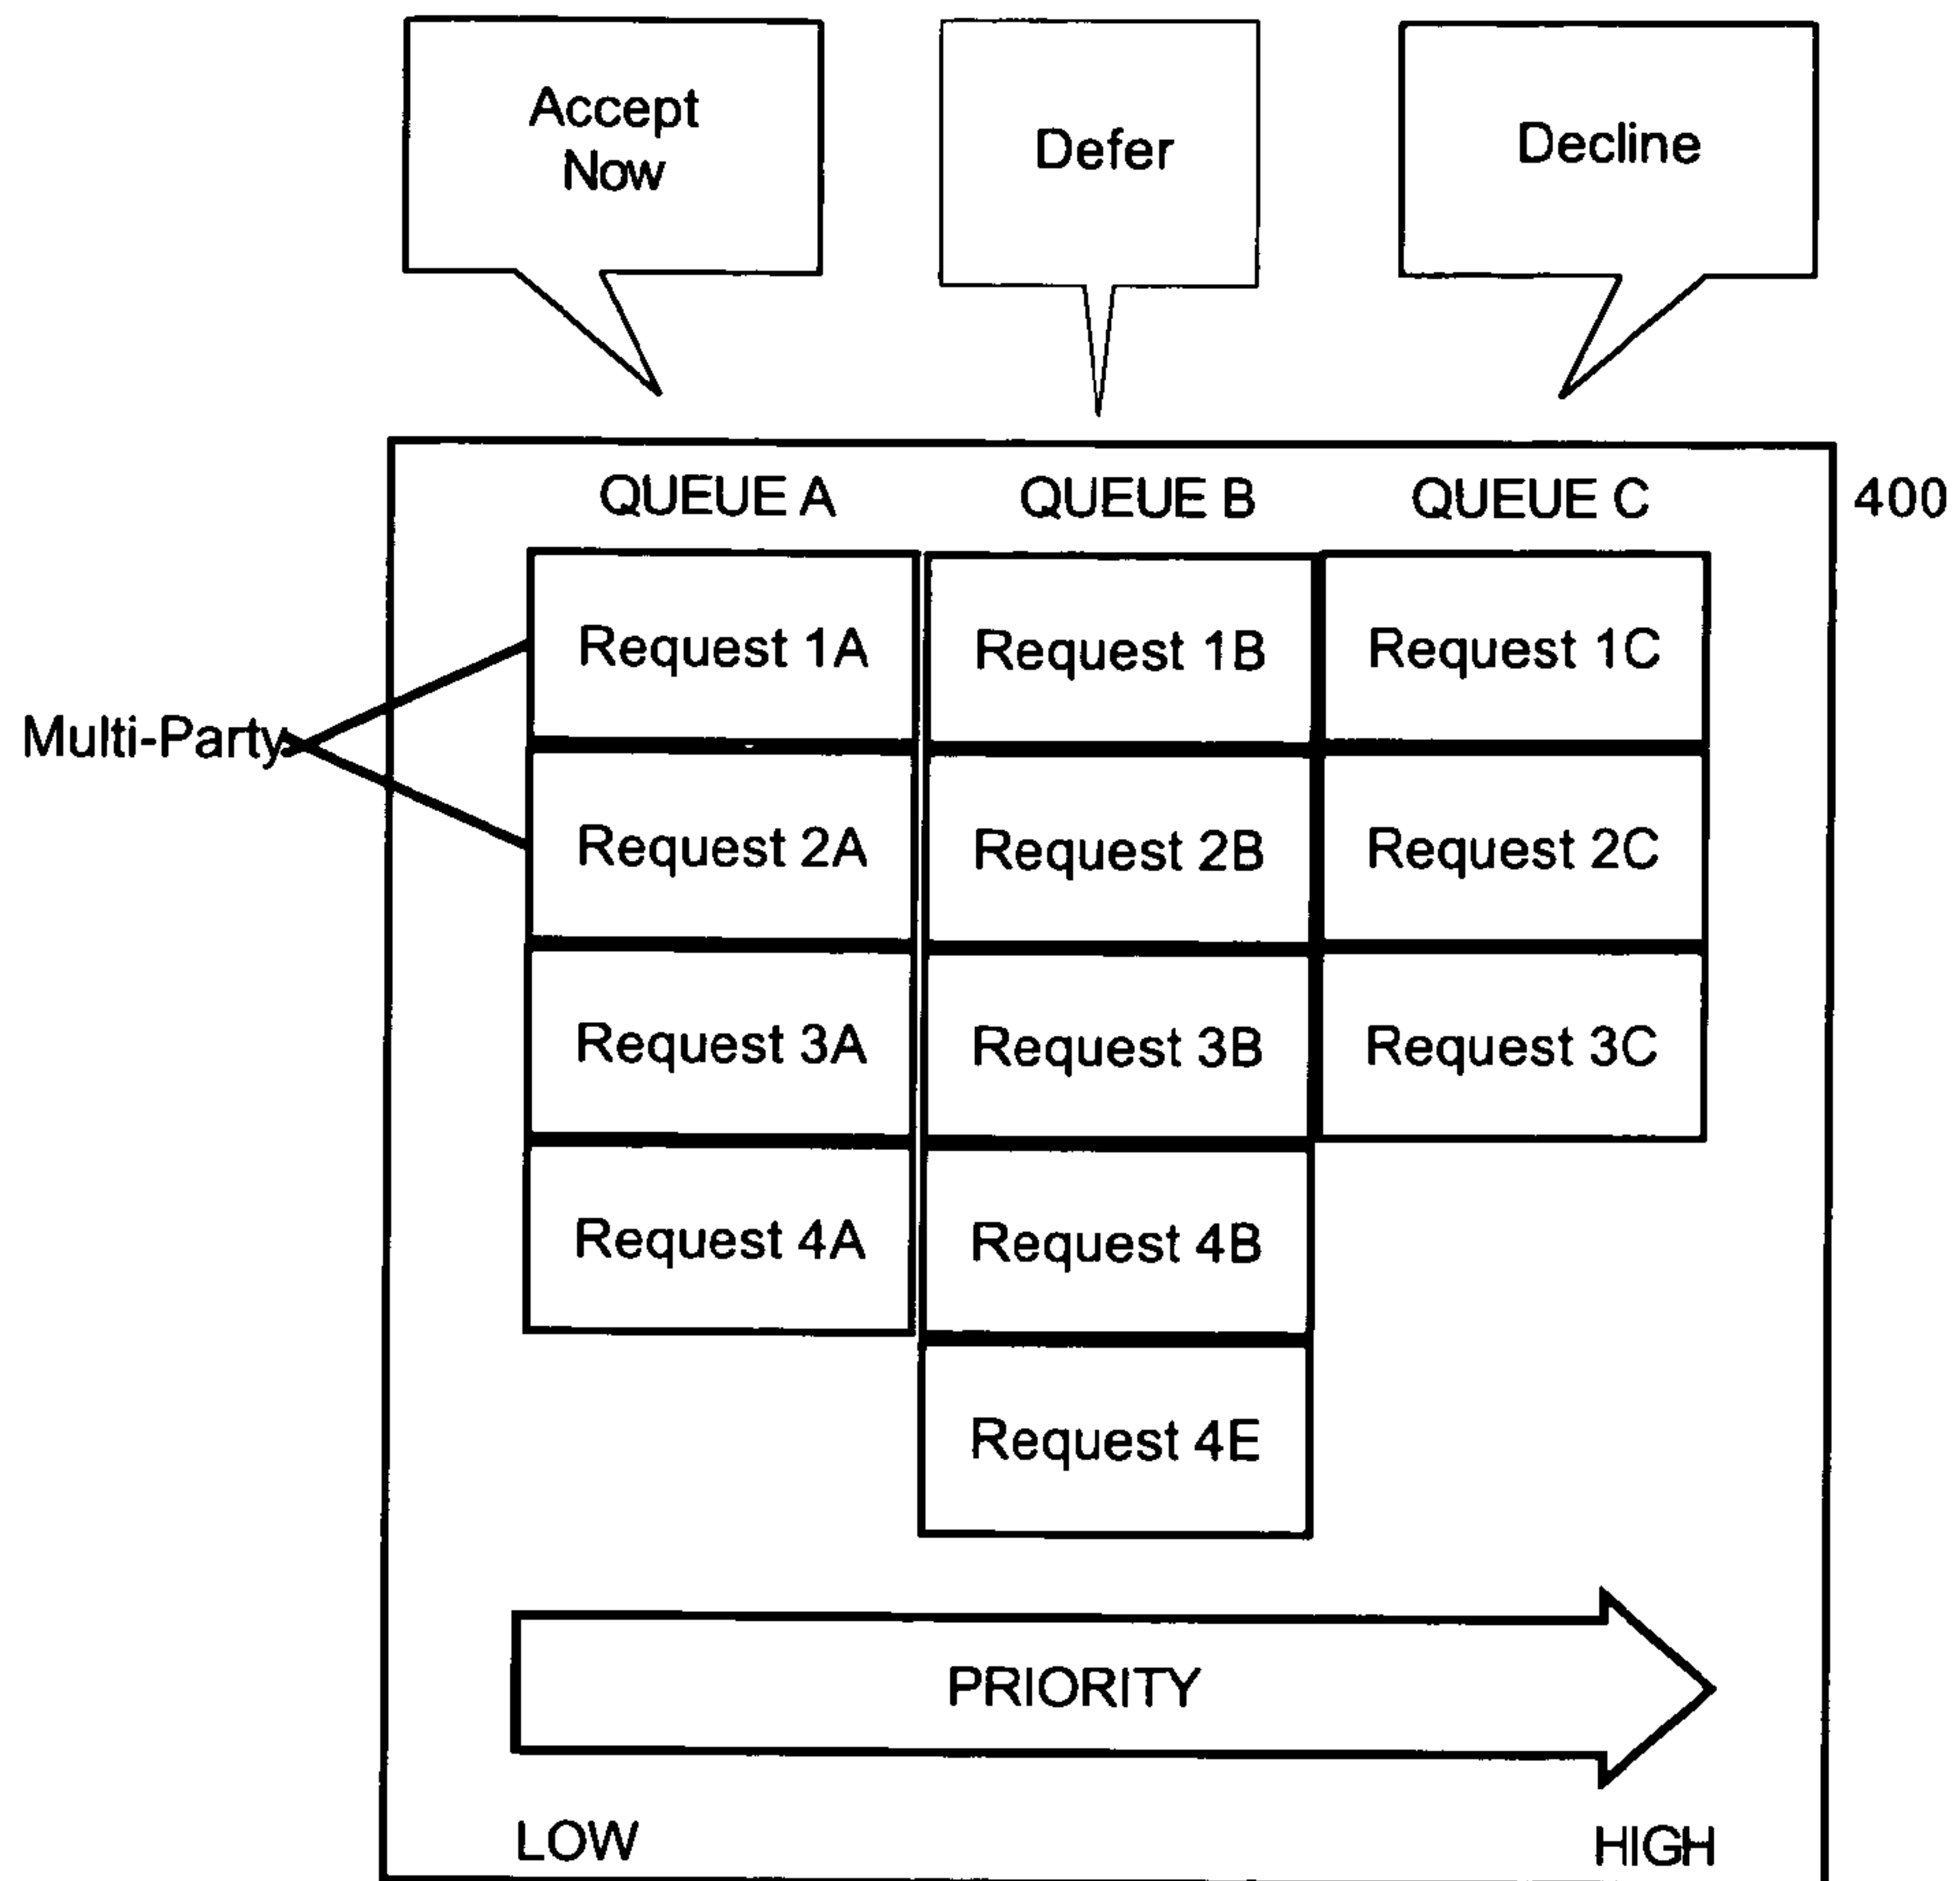 Accept
Now
Defer
Decline
QUEUE A
QUEUE B
QUEUE C
400
Request 1A
Request 1B
Request 1C
Multi-Party
Request 2A
Request 2B
Request 2C
Request 3A
Request 3B
Request 3C
Request 4A
Request 4B
Request 4E
PRIORITY
LOW
HIGH